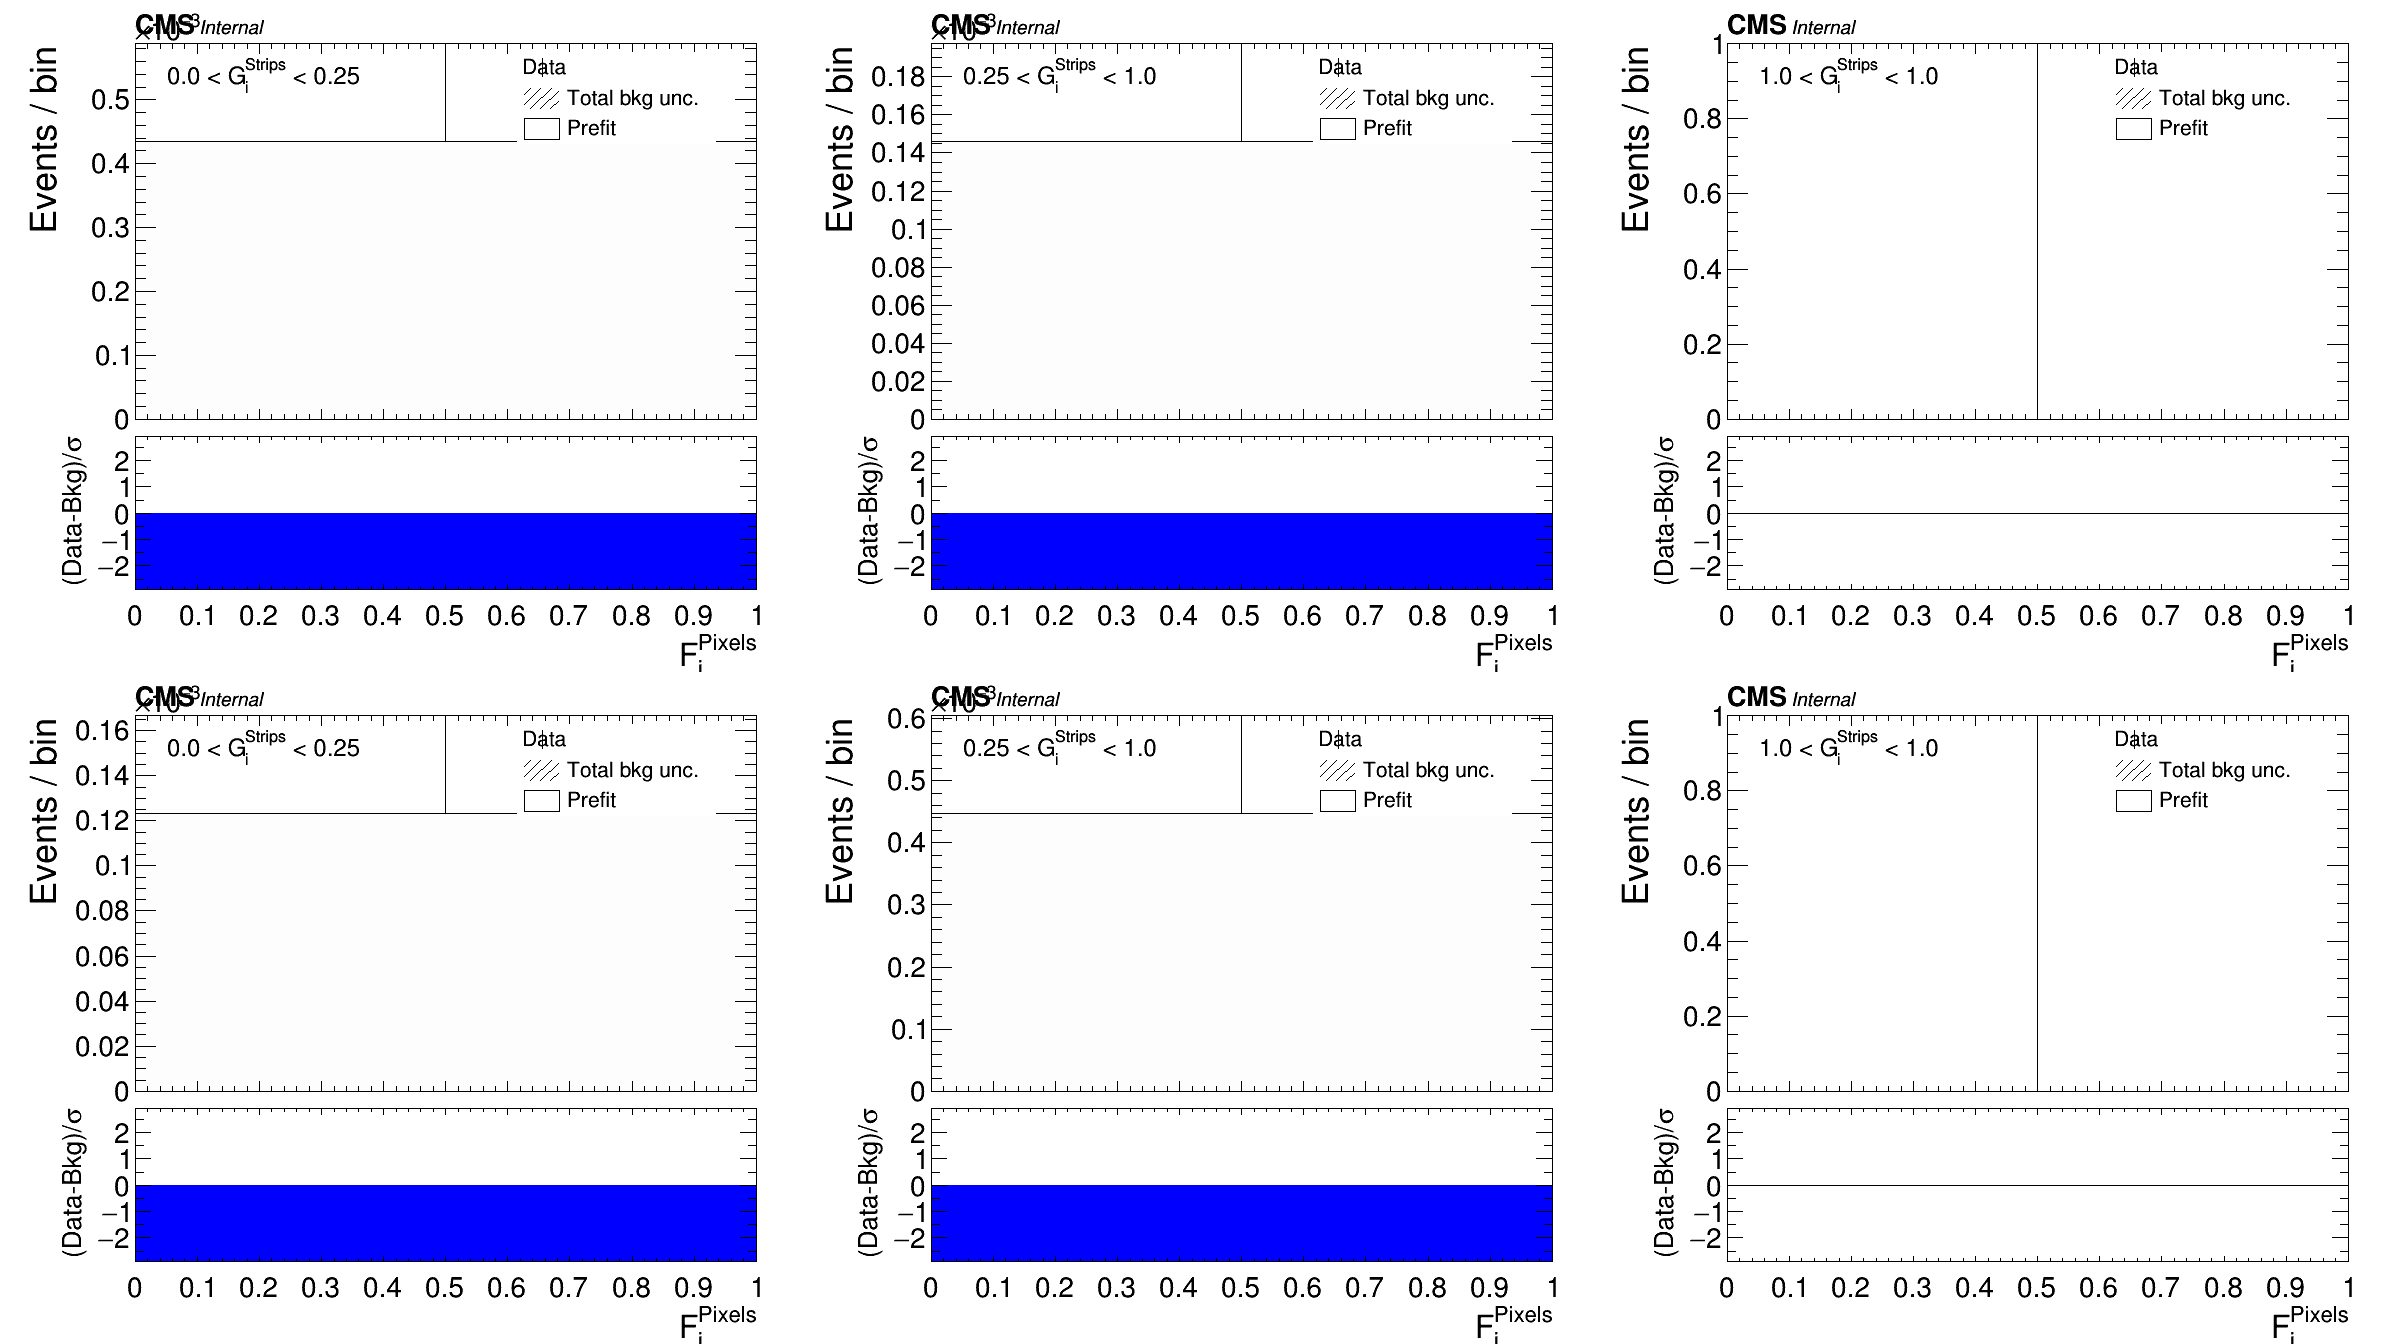 CMS Internal
×10⁻³
0.0 < G_i^Strips < 0.25
Data
Total bkg unc.
Prefit
Events / bin
0.5
0.4
0.3
0.2
0.1
0
(Data-Bkg)/σ
2
1
0
−1
−2
0 0.1 0.2 0.3 0.4 0.5 0.6 0.7 0.8 0.9 1
F_i^Pixels
CMS Internal
×10⁻³
0.25 < G_i^Strips < 1.0
Data
Total bkg unc.
Prefit
Events / bin
0.18
0.16
0.14
0.12
0.1
0.08
0.06
0.04
0.02
0
(Data-Bkg)/σ
2
1
0
−1
−2
0 0.1 0.2 0.3 0.4 0.5 0.6 0.7 0.8 0.9 1
F_i^Pixels
CMS Internal
1.0 < G_i^Strips < 1.0
Data
Total bkg unc.
Prefit
Events / bin
1
0.8
0.6
0.4
0.2
0
(Data-Bkg)/σ
2
1
0
−1
−2
0 0.1 0.2 0.3 0.4 0.5 0.6 0.7 0.8 0.9 1
F_i^Pixels
CMS Internal
×10⁻³
0.0 < G_i^Strips < 0.25
Data
Total bkg unc.
Prefit
Events / bin
0.16
0.14
0.12
0.1
0.08
0.06
0.04
0.02
0
(Data-Bkg)/σ
2
1
0
−1
−2
0 0.1 0.2 0.3 0.4 0.5 0.6 0.7 0.8 0.9 1
F_i^Pixels
CMS Internal
×10⁻³
0.25 < G_i^Strips < 1.0
Data
Total bkg unc.
Prefit
Events / bin
0.6
0.5
0.4
0.3
0.2
0.1
0
(Data-Bkg)/σ
2
1
0
−1
−2
0 0.1 0.2 0.3 0.4 0.5 0.6 0.7 0.8 0.9 1
F_i^Pixels
CMS Internal
1.0 < G_i^Strips < 1.0
Data
Total bkg unc.
Prefit
Events / bin
1
0.8
0.6
0.4
0.2
0
(Data-Bkg)/σ
2
1
0
−1
−2
0 0.1 0.2 0.3 0.4 0.5 0.6 0.7 0.8 0.9 1
F_i^Pixels